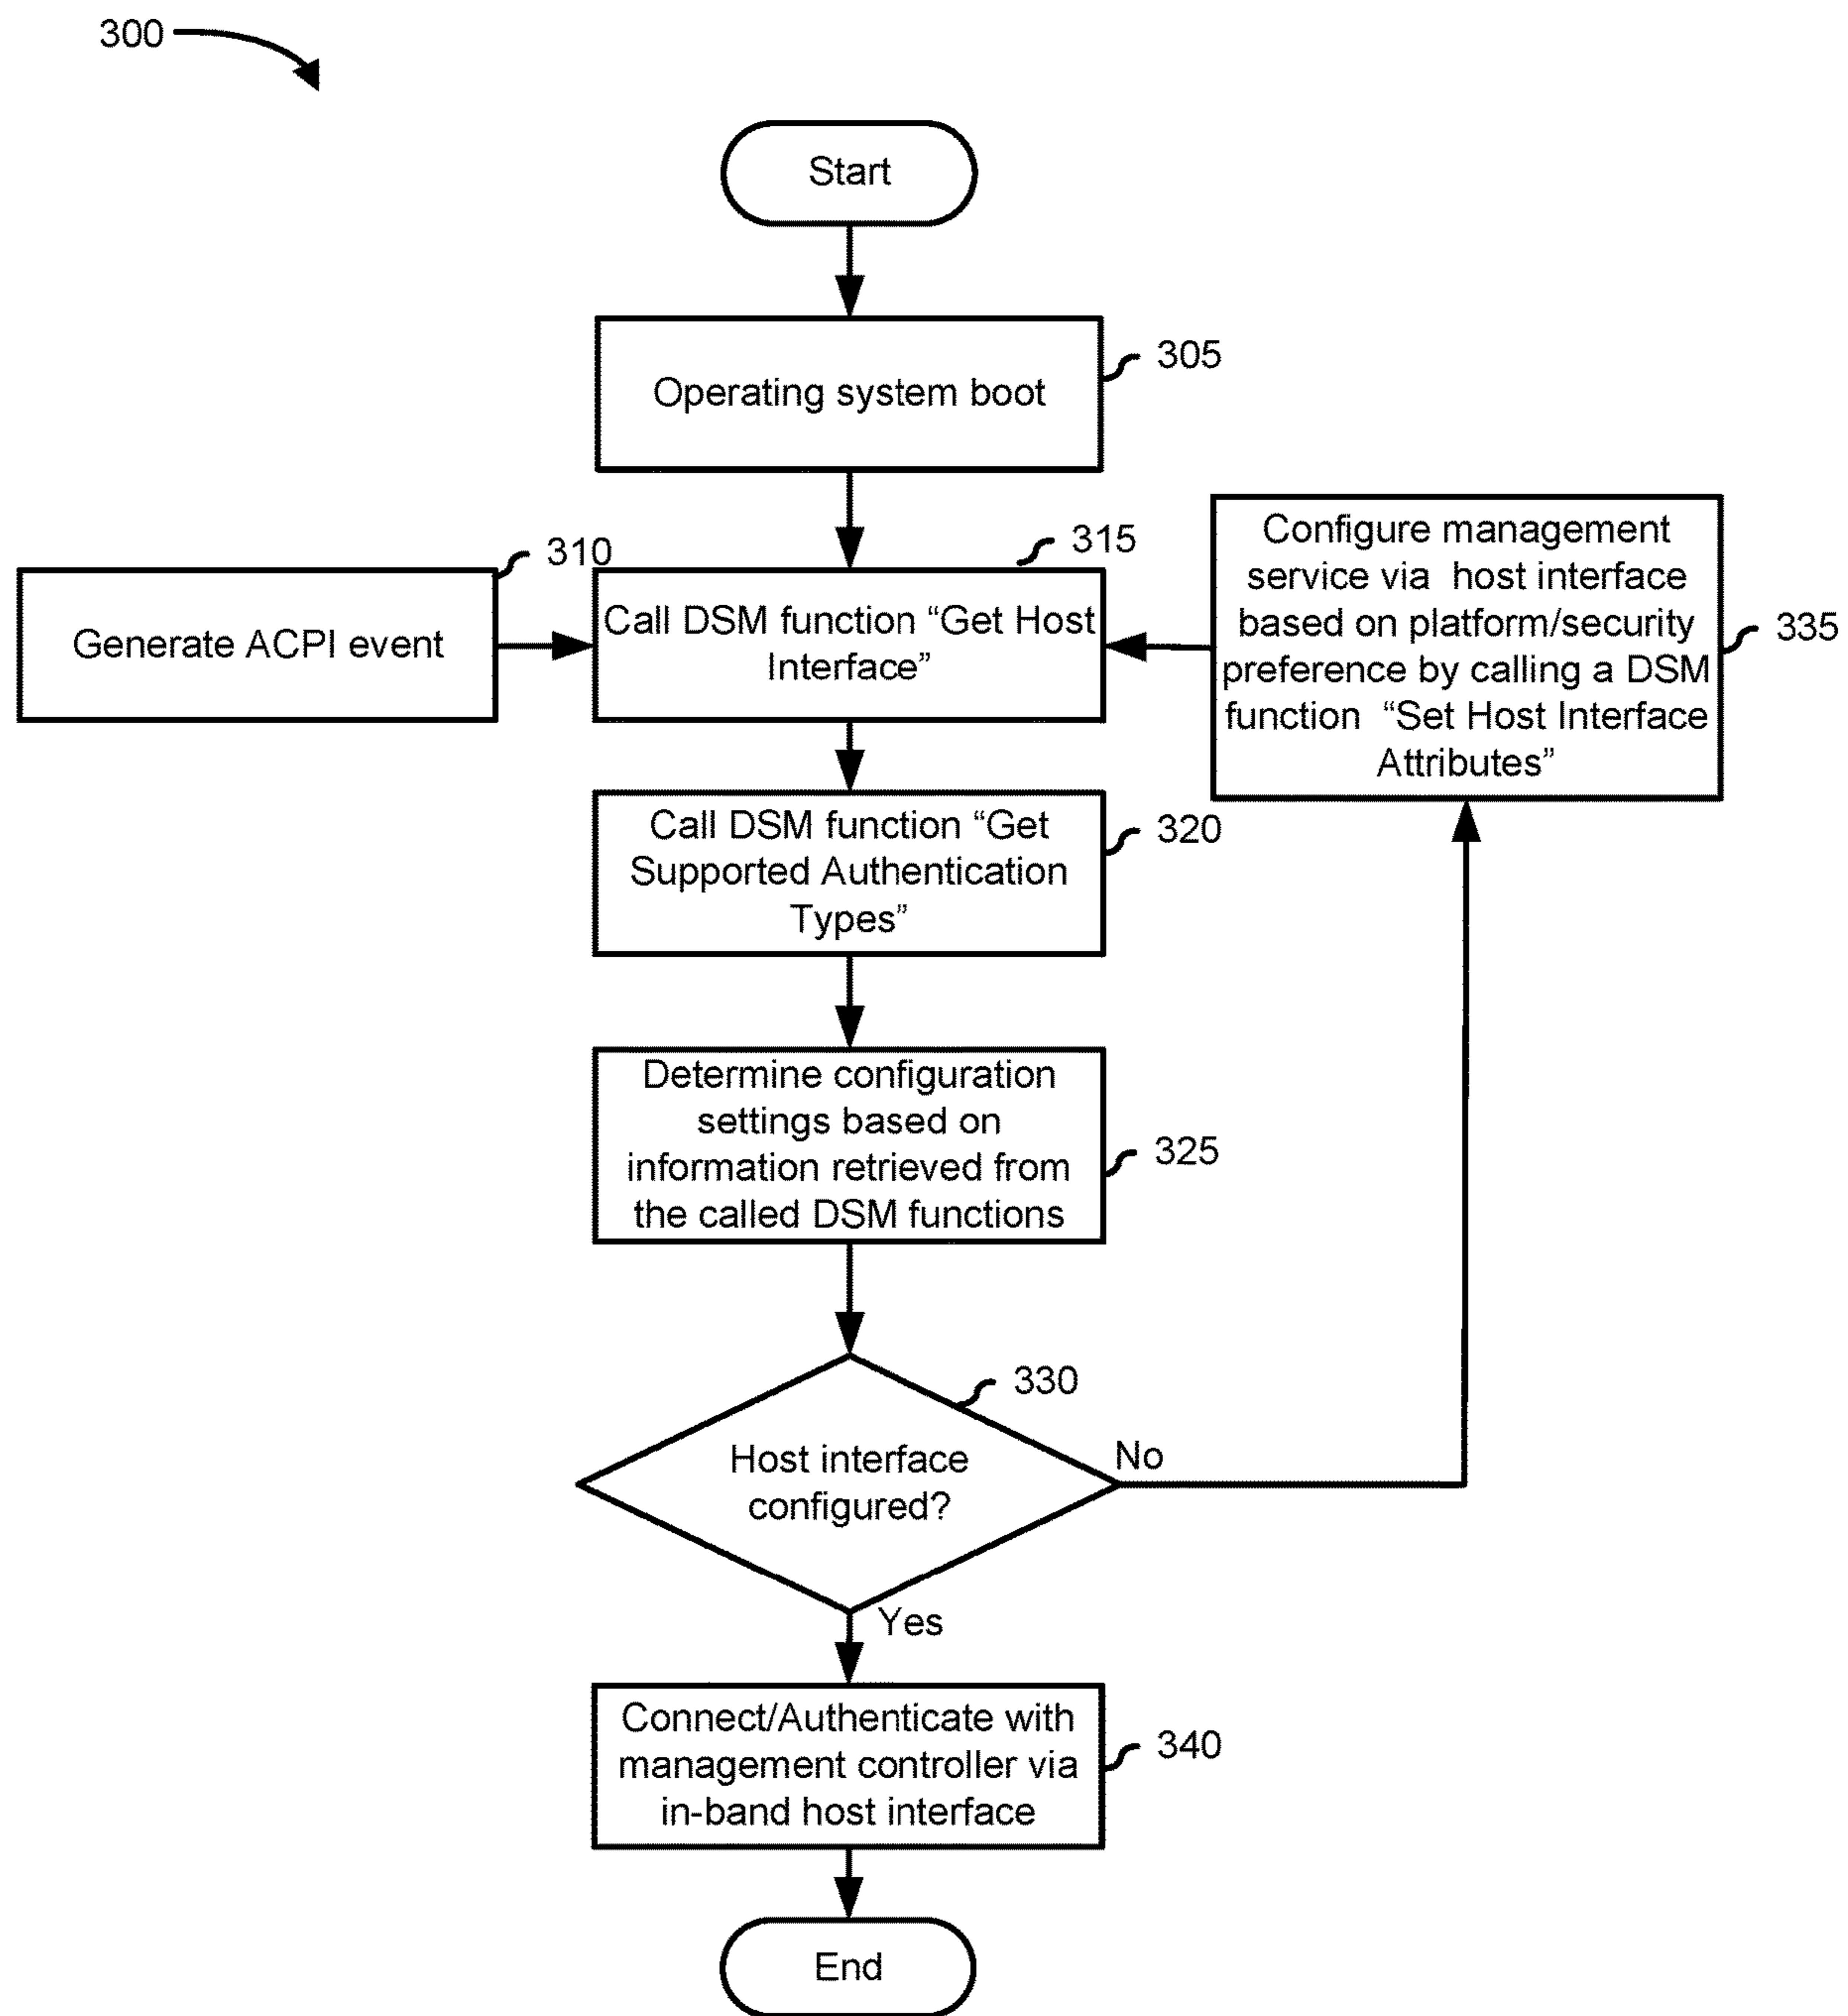 300
Start
Operating system boot
305
Generate ACPI event
310
Call DSM function “Get Host
Interface”
315
Configure management
service via host interface
based on platform/security
preference by calling a DSM
function “Set Host Interface
Attributes”
335
Call DSM function “Get
Supported Authentication
Types”
320
Determine configuration
settings based on
information retrieved from
the called DSM functions
325
Host interface
configured?
330
No
Yes
Connect/Authenticate with
management controller via
in-band host interface
340
End